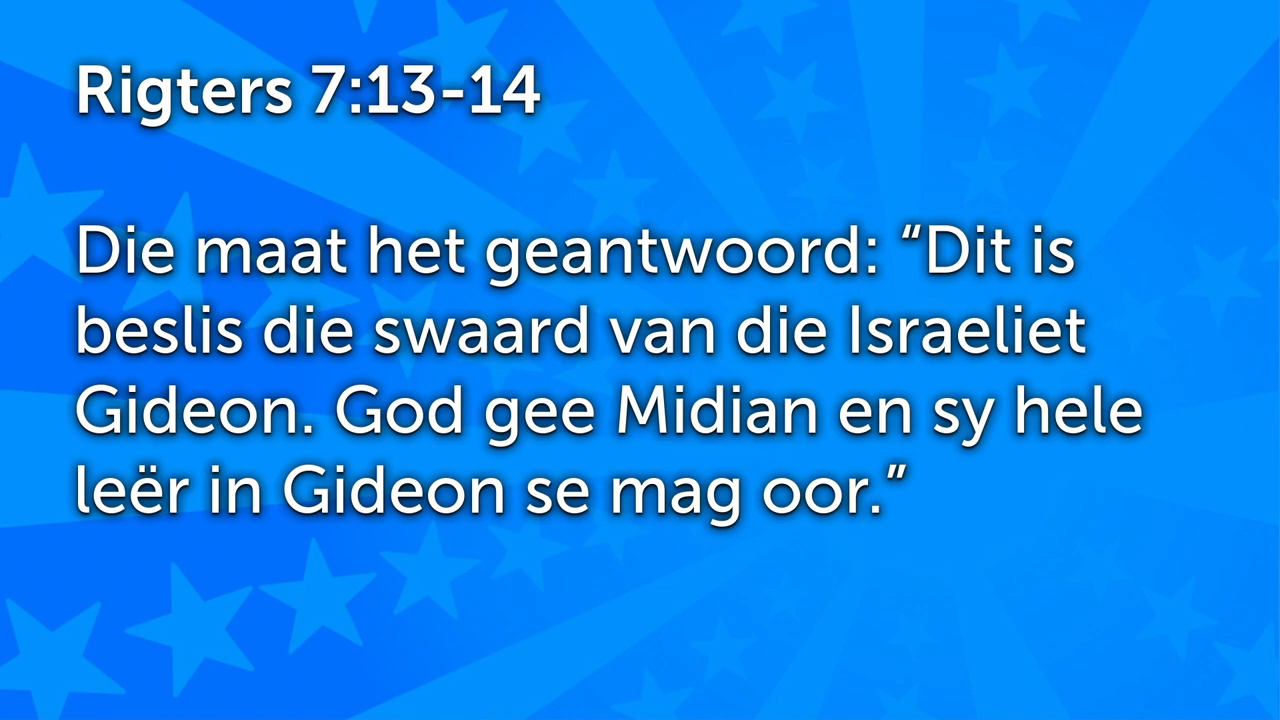 Rigters 7:13-14
Die maat het geantwoord: “Dit is
beslis die swaard van die Israeliet
Gideon. God gee Midian en sy hele
leër in Gideon se mag oor.”